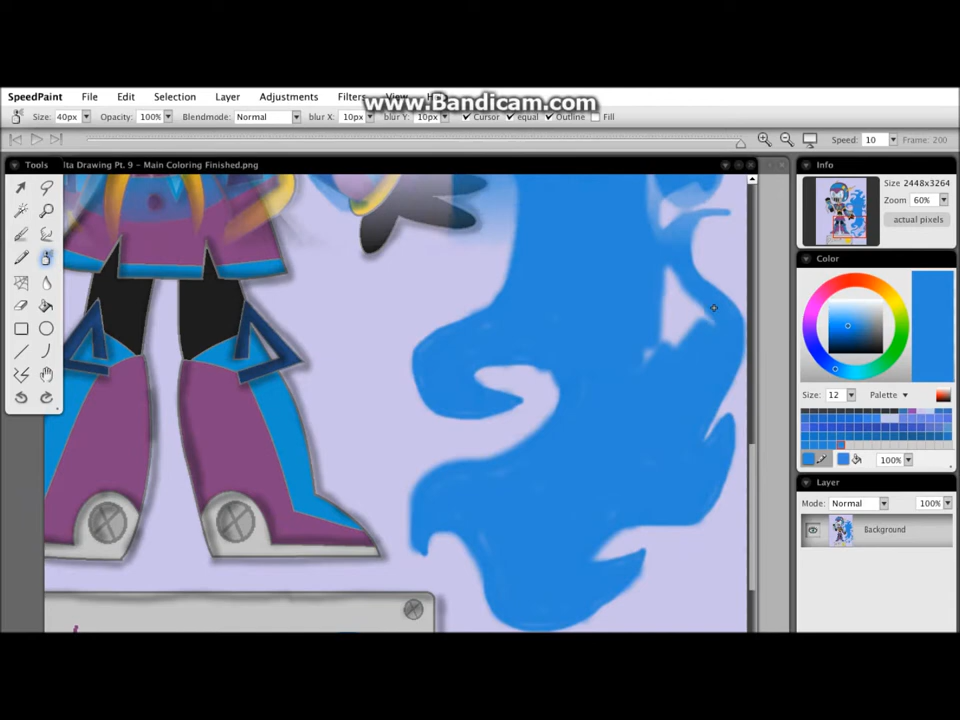 SpeedPaint File Edit Selection Layer Adjustments Filters View
www.Bandicam.com
Size: 40px Opacity: 100% Blendmode: Normal blur X: 10px blur Y: 10px Cursor equal Outline Fill
Speed: 10 Frame: 200
Tools lta Drawing Pt. 9 - Main Coloring Finished.png
Info
Size 2448x3264
Zoom 60%
actual pixels
Color
Size: 12 Palette
100%
Layer
Mode: Normal 100%
Background